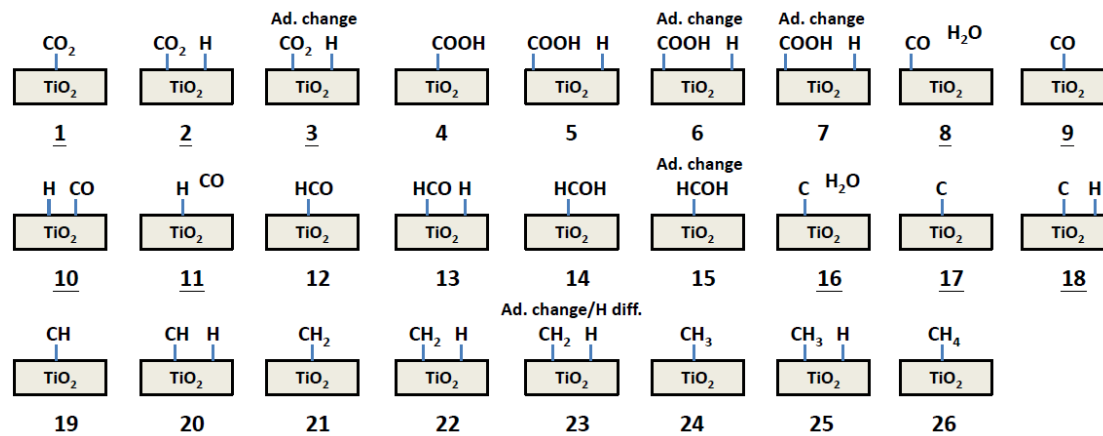 Ad. change Ad. change Ad. change
CO₂ CO₂ H CO₂ H COOH COOH H COOH H COOH H CO H₂O CO
TiO₂ TiO₂ TiO₂ TiO₂ TiO₂ TiO₂ TiO₂ TiO₂ TiO₂
1 2 3 4 5 6 7 8 9
Ad. change
H CO H CO HCO HCO H HCOH HCOH C H₂O C C H
TiO₂ TiO₂ TiO₂ TiO₂ TiO₂ TiO₂ TiO₂ TiO₂ TiO₂
10 11 12 13 14 15 16 17 18
Ad. change/H diff.
CH CH H CH₂ CH₂ H CH₂ H CH₃ CH₃ H CH₄
TiO₂ TiO₂ TiO₂ TiO₂ TiO₂ TiO₂ TiO₂ TiO₂
19 20 21 22 23 24 25 26